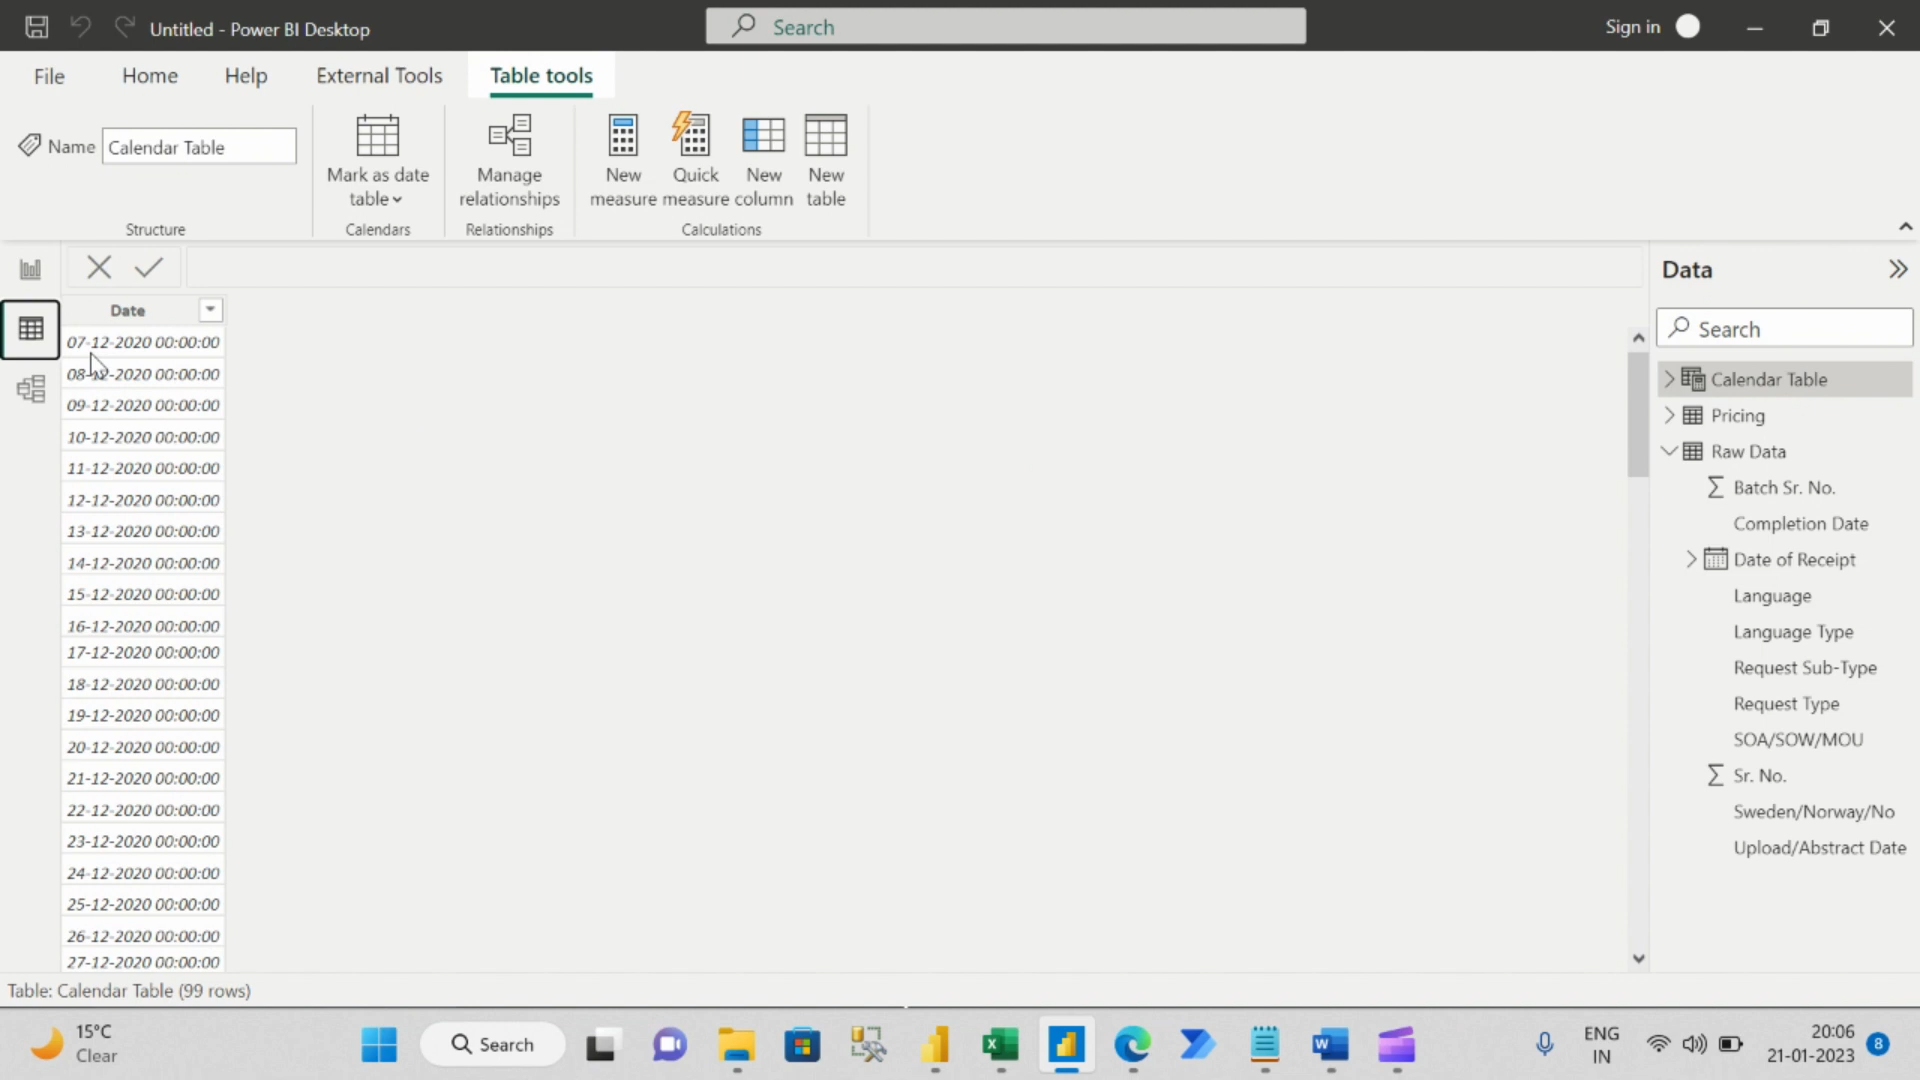 Untitled - Power BI Desktop
Search
Sign in
File
Home
Help
External Tools
Table tools
Name
Calendar Table
Mark as date
table
Manage
relationships
New
measure
Quick
measure
New
column
New
table
Structure
Calendars
Relationships
Calculations
Date
07-12-2020 00:00:00
08-12-2020 00:00:00
09-12-2020 00:00:00
10-12-2020 00:00:00
11-12-2020 00:00:00
12-12-2020 00:00:00
13-12-2020 00:00:00
14-12-2020 00:00:00
15-12-2020 00:00:00
16-12-2020 00:00:00
17-12-2020 00:00:00
18-12-2020 00:00:00
19-12-2020 00:00:00
20-12-2020 00:00:00
21-12-2020 00:00:00
22-12-2020 00:00:00
23-12-2020 00:00:00
24-12-2020 00:00:00
25-12-2020 00:00:00
26-12-2020 00:00:00
27-12-2020 00:00:00
Data
Search
Calendar Table
Pricing
Raw Data
Batch Sr. No.
Completion Date
Date of Receipt
Language
Language Type
Request Sub-Type
Request Type
SOA/SOW/MOU
Sr. No.
Sweden/Norway/No
Upload/Abstract Date
Table: Calendar Table (99 rows)
15°C
Clear
Search
ENG
IN
20:06
21-01-2023
8